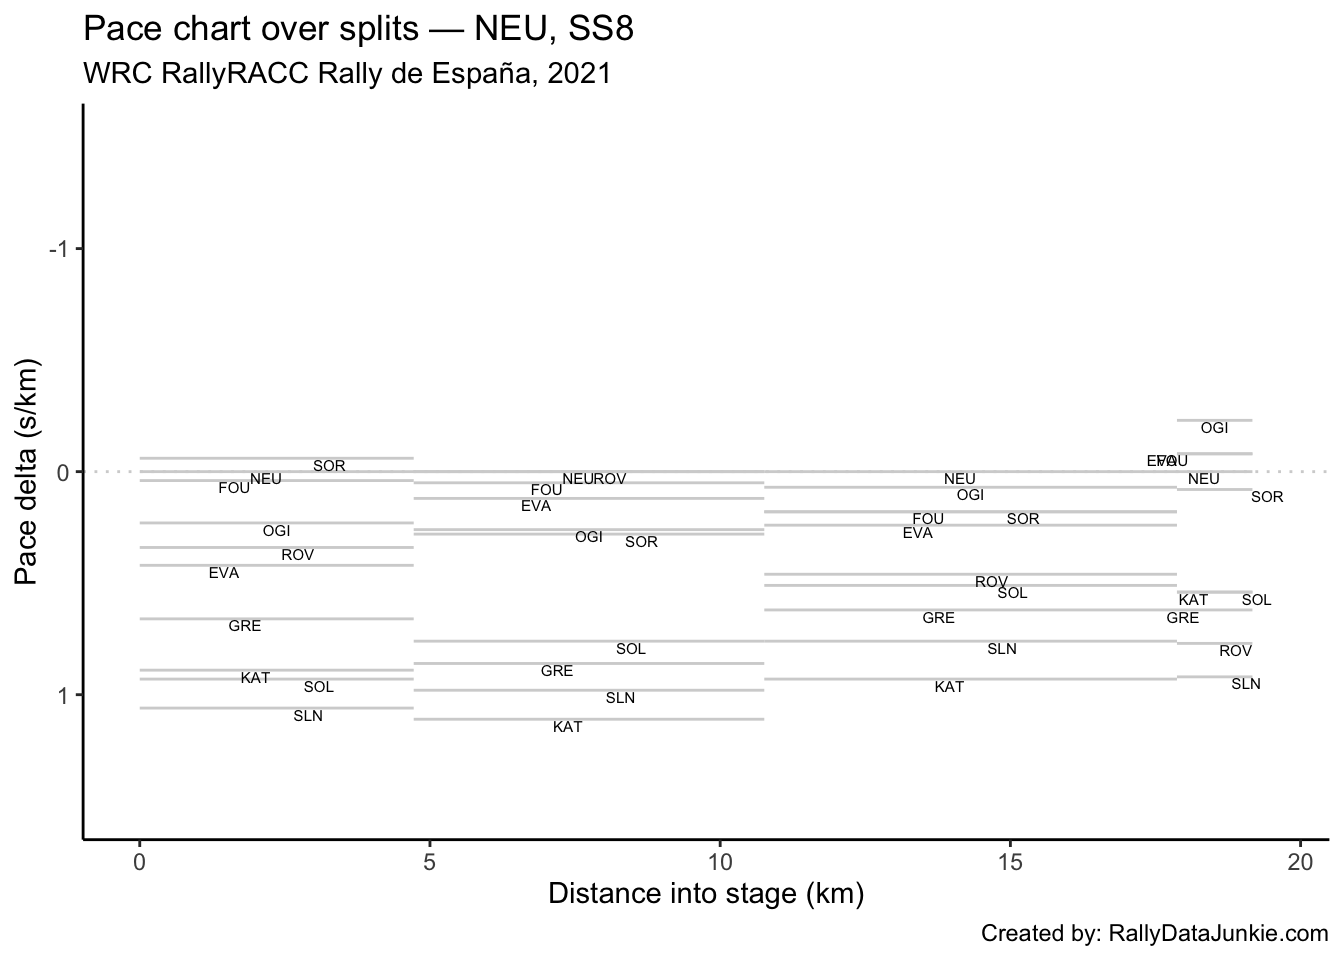 Pace chart over splits — NEU, SS8
WRC RallyRACC Rally de España, 2021
Pace delta (s/km)
-1
0
1
OGI
EVA FOU
SOR
NEU NEU ROV NEU NEU
FOU FOU OGI SOR
EVA
OGI OGI SOR FOU SOR
EVA
ROV
EVA ROV
SOL KAT SOL
GRE GRE GRE
SOL SLN ROV
GRE
KAT SLN
SOL SLN KAT
SLN KAT
0 5 10 15 20
Distance into stage (km)
Created by: RallyDataJunkie.com